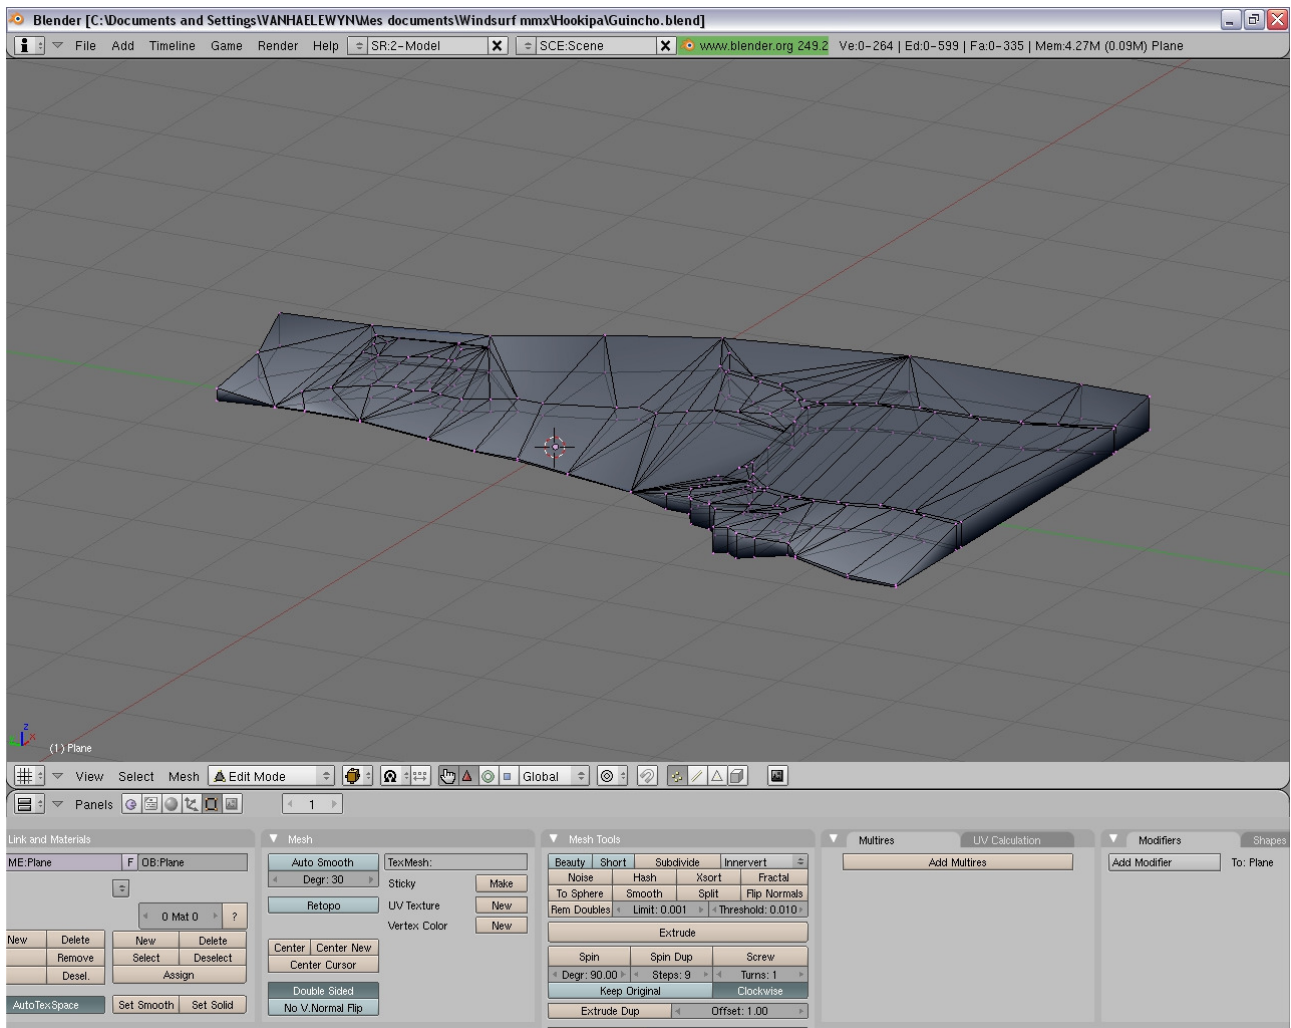 Blender [C:\Documents and Settings\VANHAELEWYN\Mes documents\Windsurf mmx\Hookipa\Guincho.blend]
File Add Timeline Game Render Help SR:2-Model SCE:Scene www.blender.org 249.2 Ve:0-264 | Ed:0-599 | Fa:0-335 | Mem:4.27M (0.09M) Plane
z
x
(1) Plane
View Select Mesh Edit Mode Global
Panels 1
Link and Materials Mesh Mesh Tools Multires UV Calculation Modifiers Shapes
ME:Plane F OB:Plane Auto Smooth TexMesh: Beauty Short Subdivide Innervert Add Multires Add Modifier To: Plane
Degr: 30 Sticky Make Noise Hash Xsort Fractal
To Sphere Smooth Split Flip Normals
0 Mat 0 ? Retopo UV Texture New Rem Doubles Limit: 0.001 Threshold: 0.010
Vertex Color New Extrude
New Delete New Delete Center Center New
Remove Select Deselect Center Cursor Spin Spin Dup Screw
Desel. Assign Degr: 90.00 Steps: 9 Turns: 1
Double Sided Keep Original Clockwise
AutoTexSpace Set Smooth Set Solid No V.Normal Flip Extrude Dup Offset: 1.00